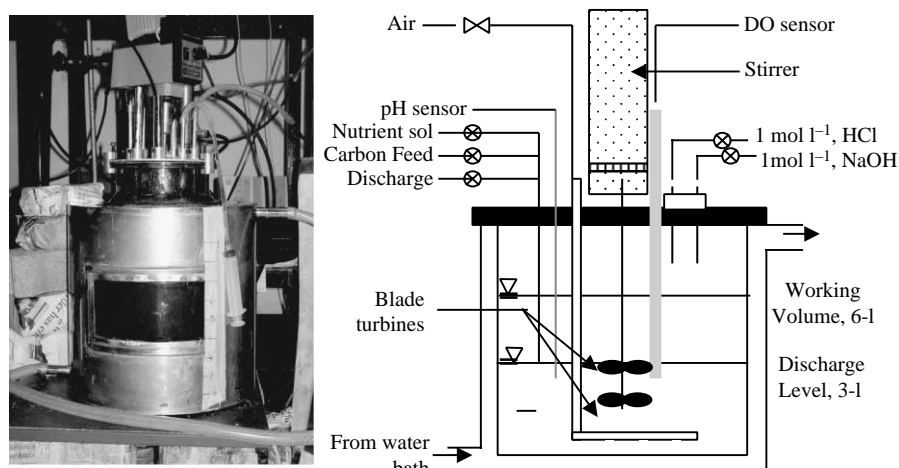 Air
DO sensor
Stirrer
pH sensor
Nutrient sol
Carbon Feed
Discharge
1 mol l⁻¹, HCl
1mol l⁻¹, NaOH
Blade
turbines
Working
Volume, 6-l
Discharge
Level, 3-l
From water
bath